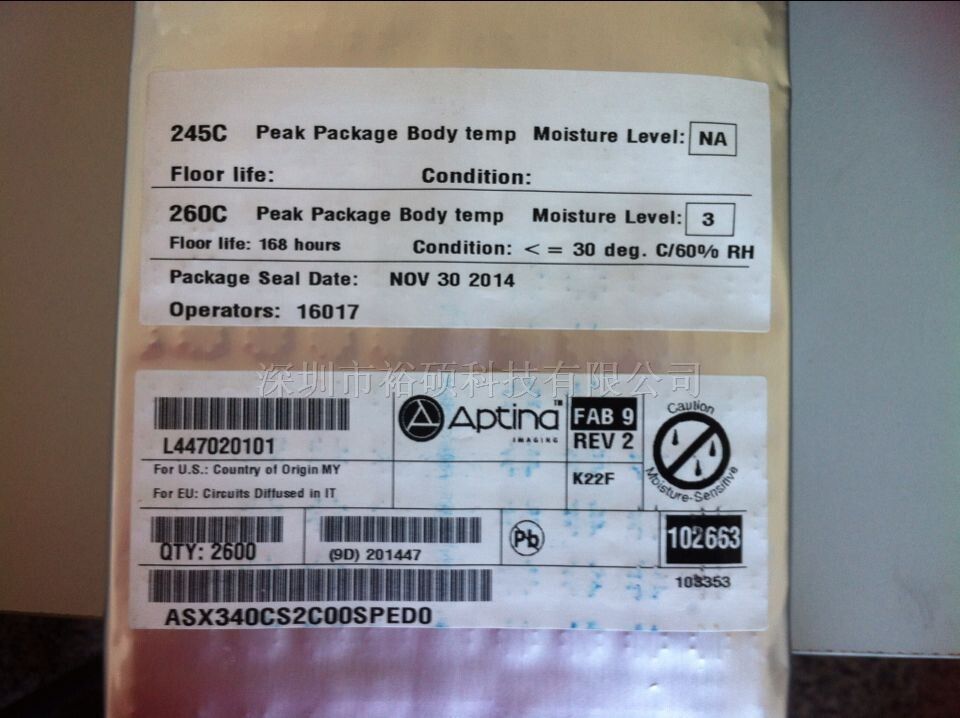 245C Peak Package Body temp Moisture Level: NA
Floor life: Condition:
260C Peak Package Body temp Moisture Level: 3
Floor life: 168 hours Condition: < = 30 deg. C/60% RH
Package Seal Date: NOV 30 2014
Operators: 16017
深圳市裕硕科技有限公司
L447020101
Aptina™
IMAGING
FAB 9
REV 2
Caution
Moisture-Sensitive
For U.S.: Country of Origin MY
K22F
For EU: Circuits Diffused in IT
QTY: 2600
(9D) 201447
Pb
102663
103353
ASX340CS2C00SPED0